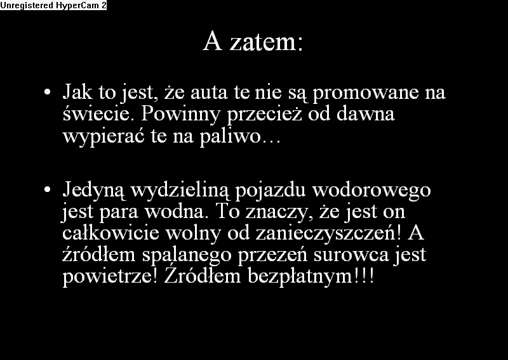 Unregistered HyperCam 2
A zatem:
• Jak to jest, że auta te nie są promowane na
świecie. Powinny przecież od dawna
wypierać te na paliwo…
• Jedyną wydzieliną pojazdu wodorowego
jest para wodna. To znaczy, że jest on
całkowicie wolny od zanieczyszczeń! A
źródłem spalanego przezeń surowca jest
powietrze! Źródłem bezpłatnym!!!